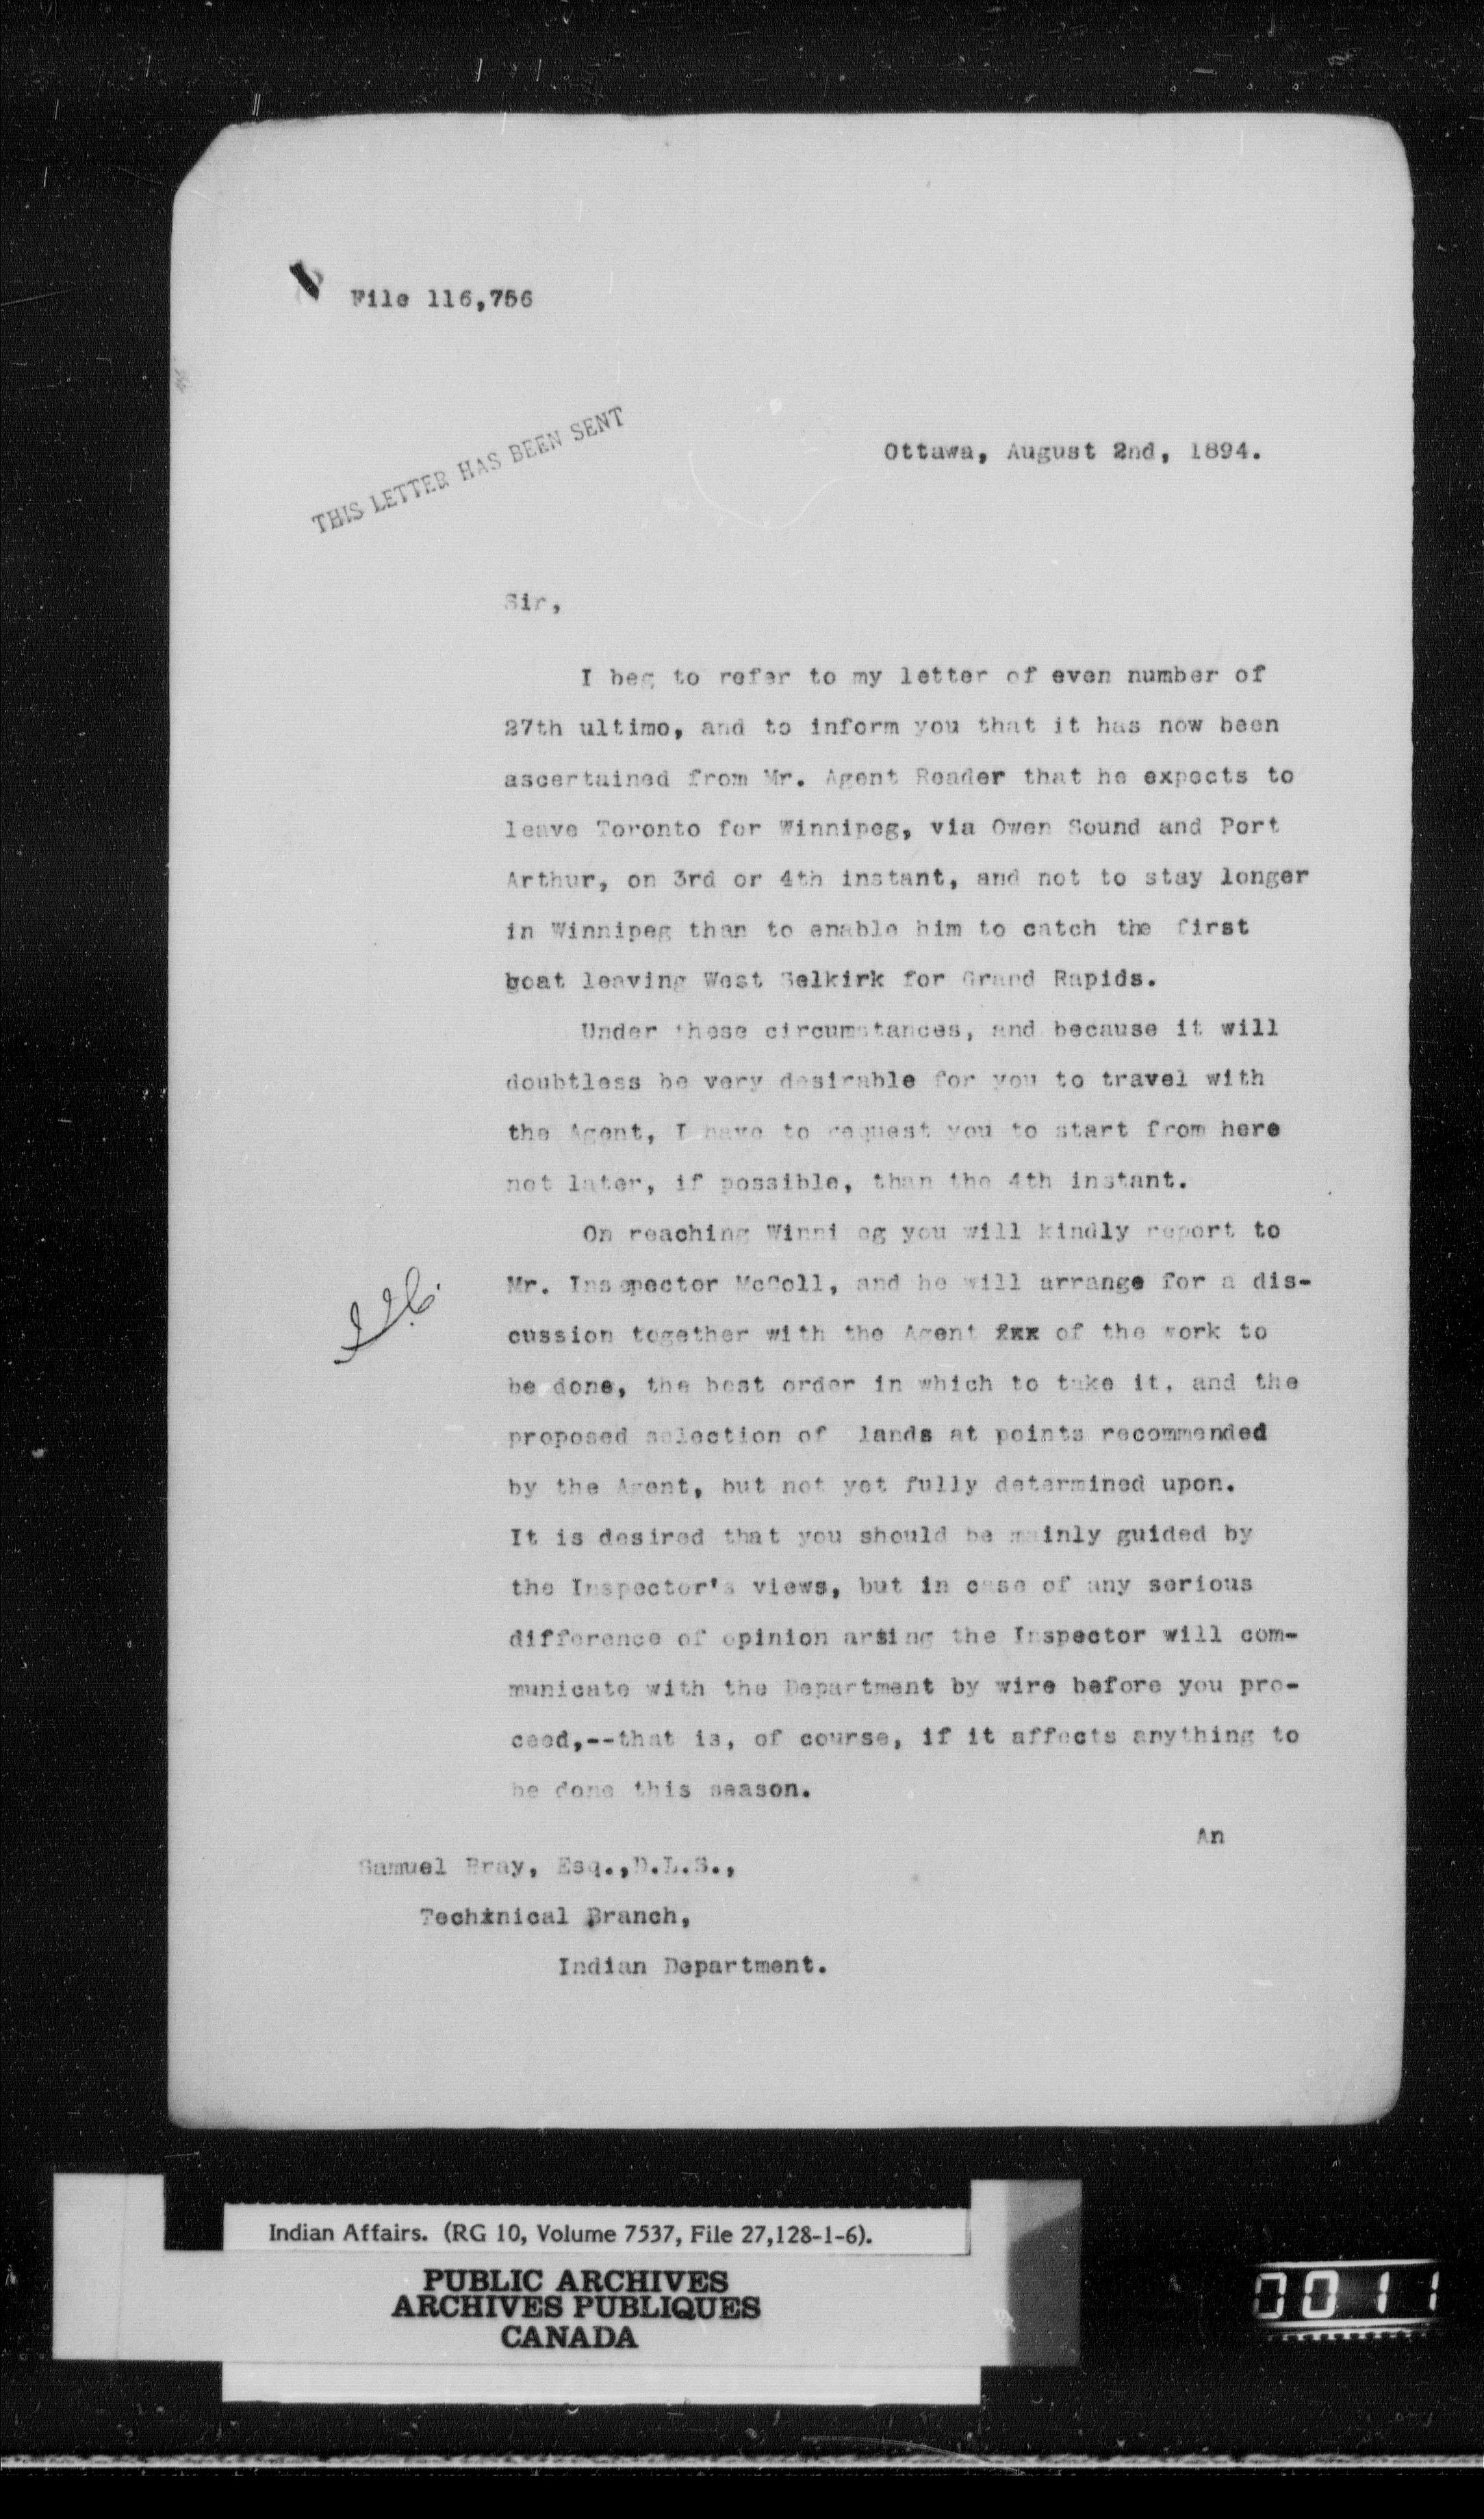 File 116,756
THIS LETTER HAS BEEN SENT
Ottawa, August 2nd, 1894.
Sir,
I beg to refer to my letter of even number of
27th ultimo, and to inform you that it has now been
ascertained from Mr. Agent Reader that he expects to
leave Toronto for Winnipeg, via Owen Sound and Port
Arthur, on 3rd or 4th instant, and not to stay longer
in Winnipeg than to enable him to catch the first
boat leaving West Selkirk for Grand Rapids.
Under these circumstances, and because it will
doubtless be very desirable for you to travel with
the Agent, I have to request you to start from here
not later, if possible, than the 4th instant.
On reaching Winnipeg you will kindly report to
Mr. Inspector McColl, and he will arrange for a dis-
cussion together with the Agent xxx of the work to
be done, the best order in which to take it, and the
proposed selection of lands at points recommended
by the Agent, but not yet fully determined upon.
It is desired that you should be mainly guided by
the Inspector's views, but in case of any serious
difference of opinion arsing the Inspector will com-
municate with the Department by wire before you pro-
ceed,--that is, of course, if it affects anything to
be done this season.
An
Samuel Bray, Esq.,D.L.S.,
Techinical Branch,
Indian Department.
Indian Affairs. (RG 10, Volume 7537, File 27,128-1-6).
PUBLIC ARCHIVES
ARCHIVES PUBLIQUES
CANADA
0011